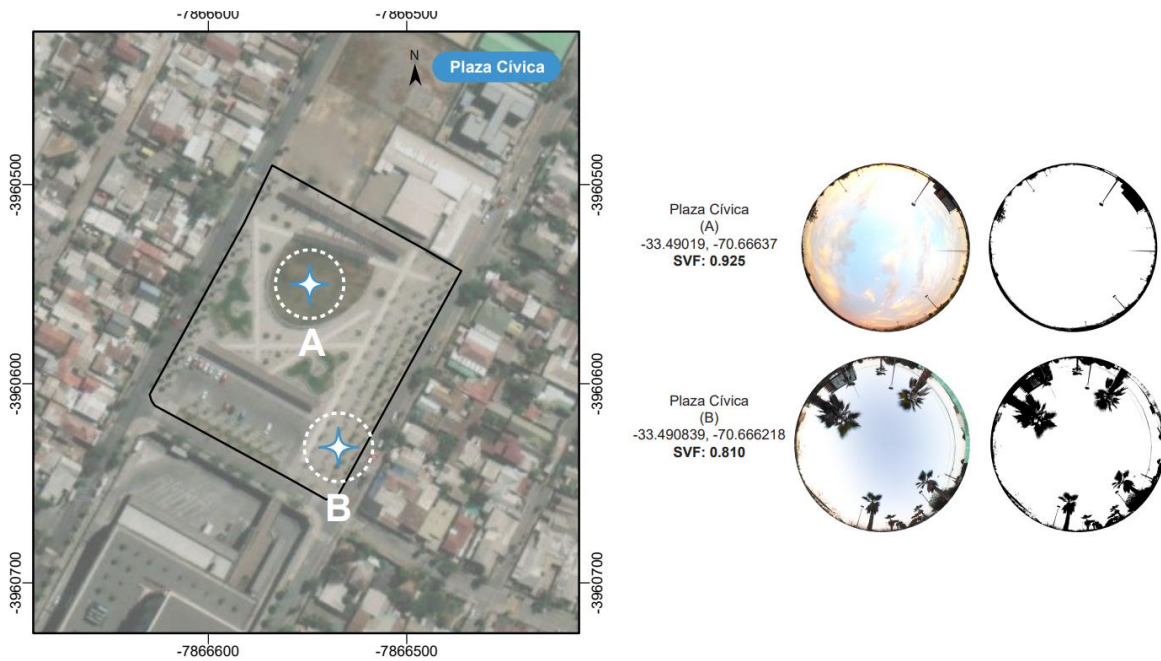 -7866600
-7866500
N
Plaza Cívica
-3960500
-3960500
A
-3960600
-3960600
B
-3960700
-3960700
-7866600
-7866500
Plaza Cívica
(A)
-33.49019, -70.66637
SVF: 0.925
Plaza Cívica
(B)
-33.490839, -70.666218
SVF: 0.810